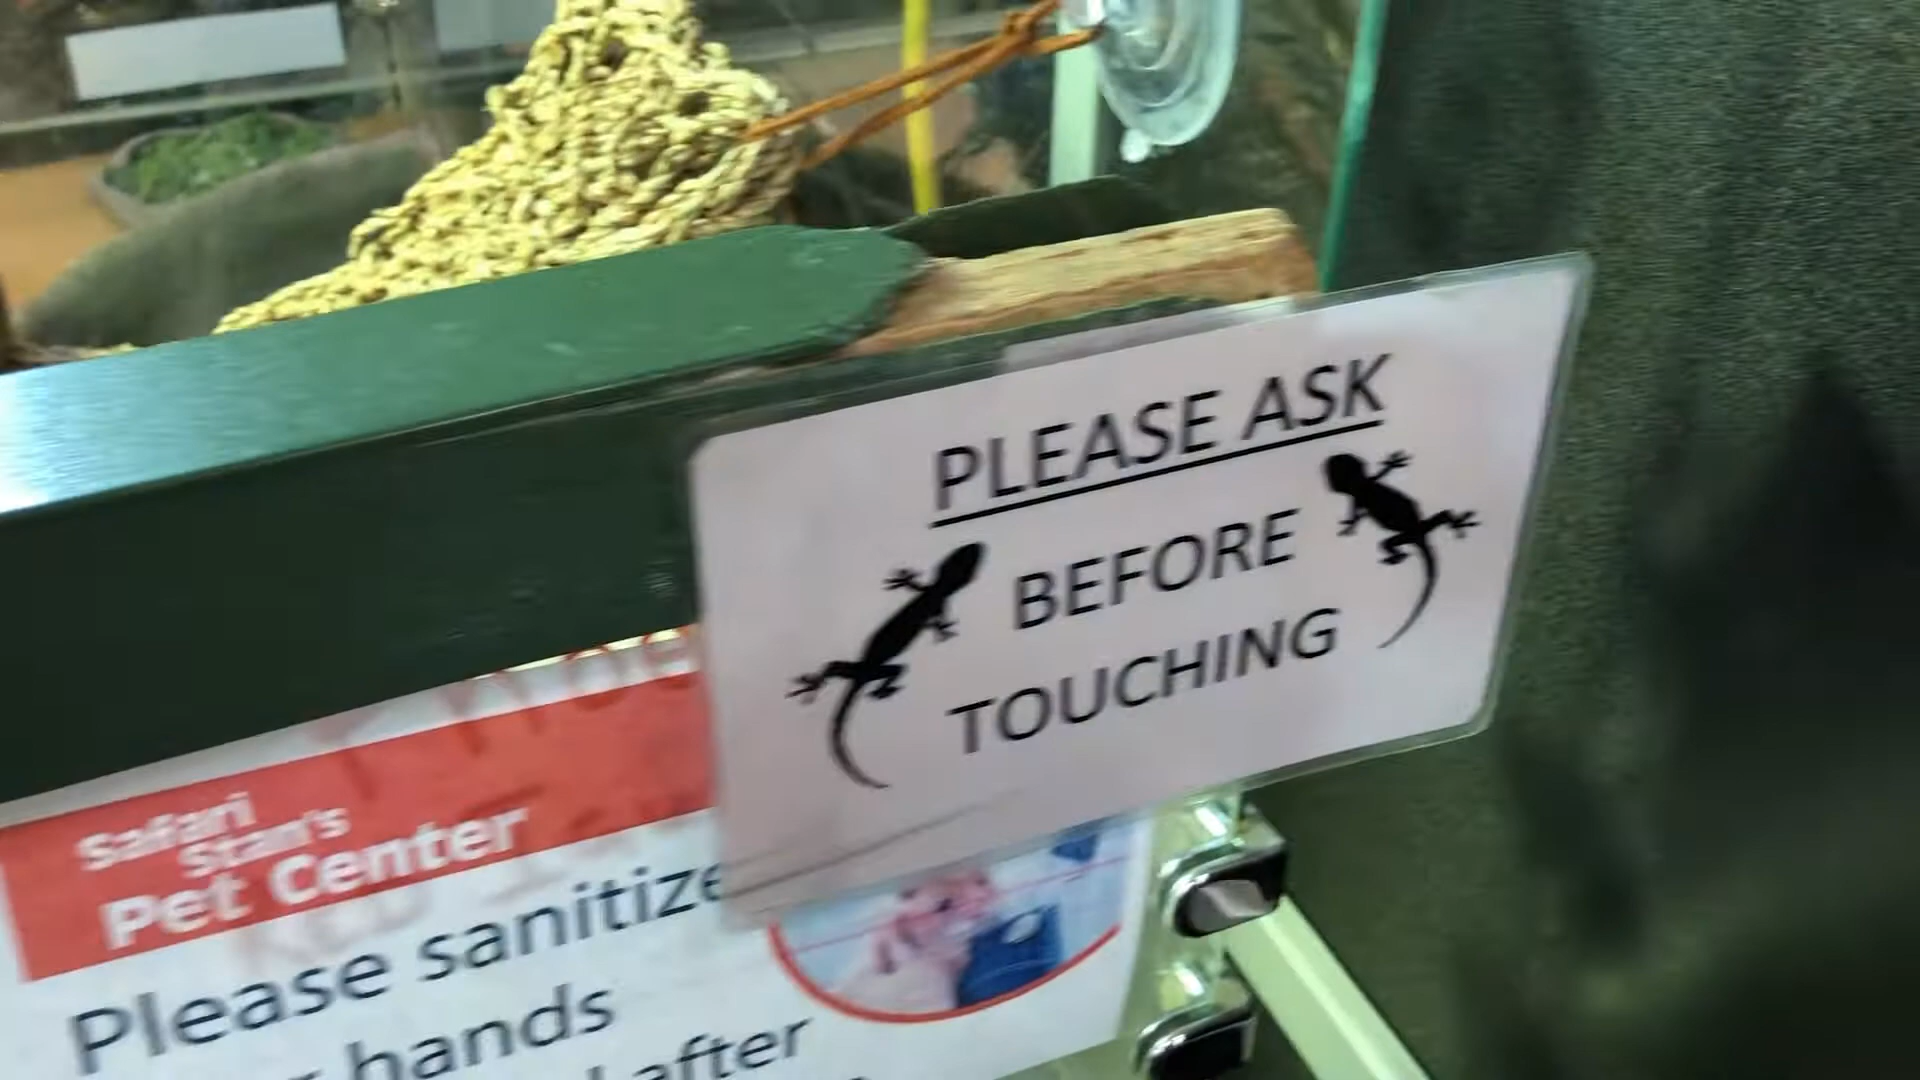 PLEASE ASK
BEFORE
TOUCHING
Safari
Stan's
Pet Center
Please sanitize
hands
after